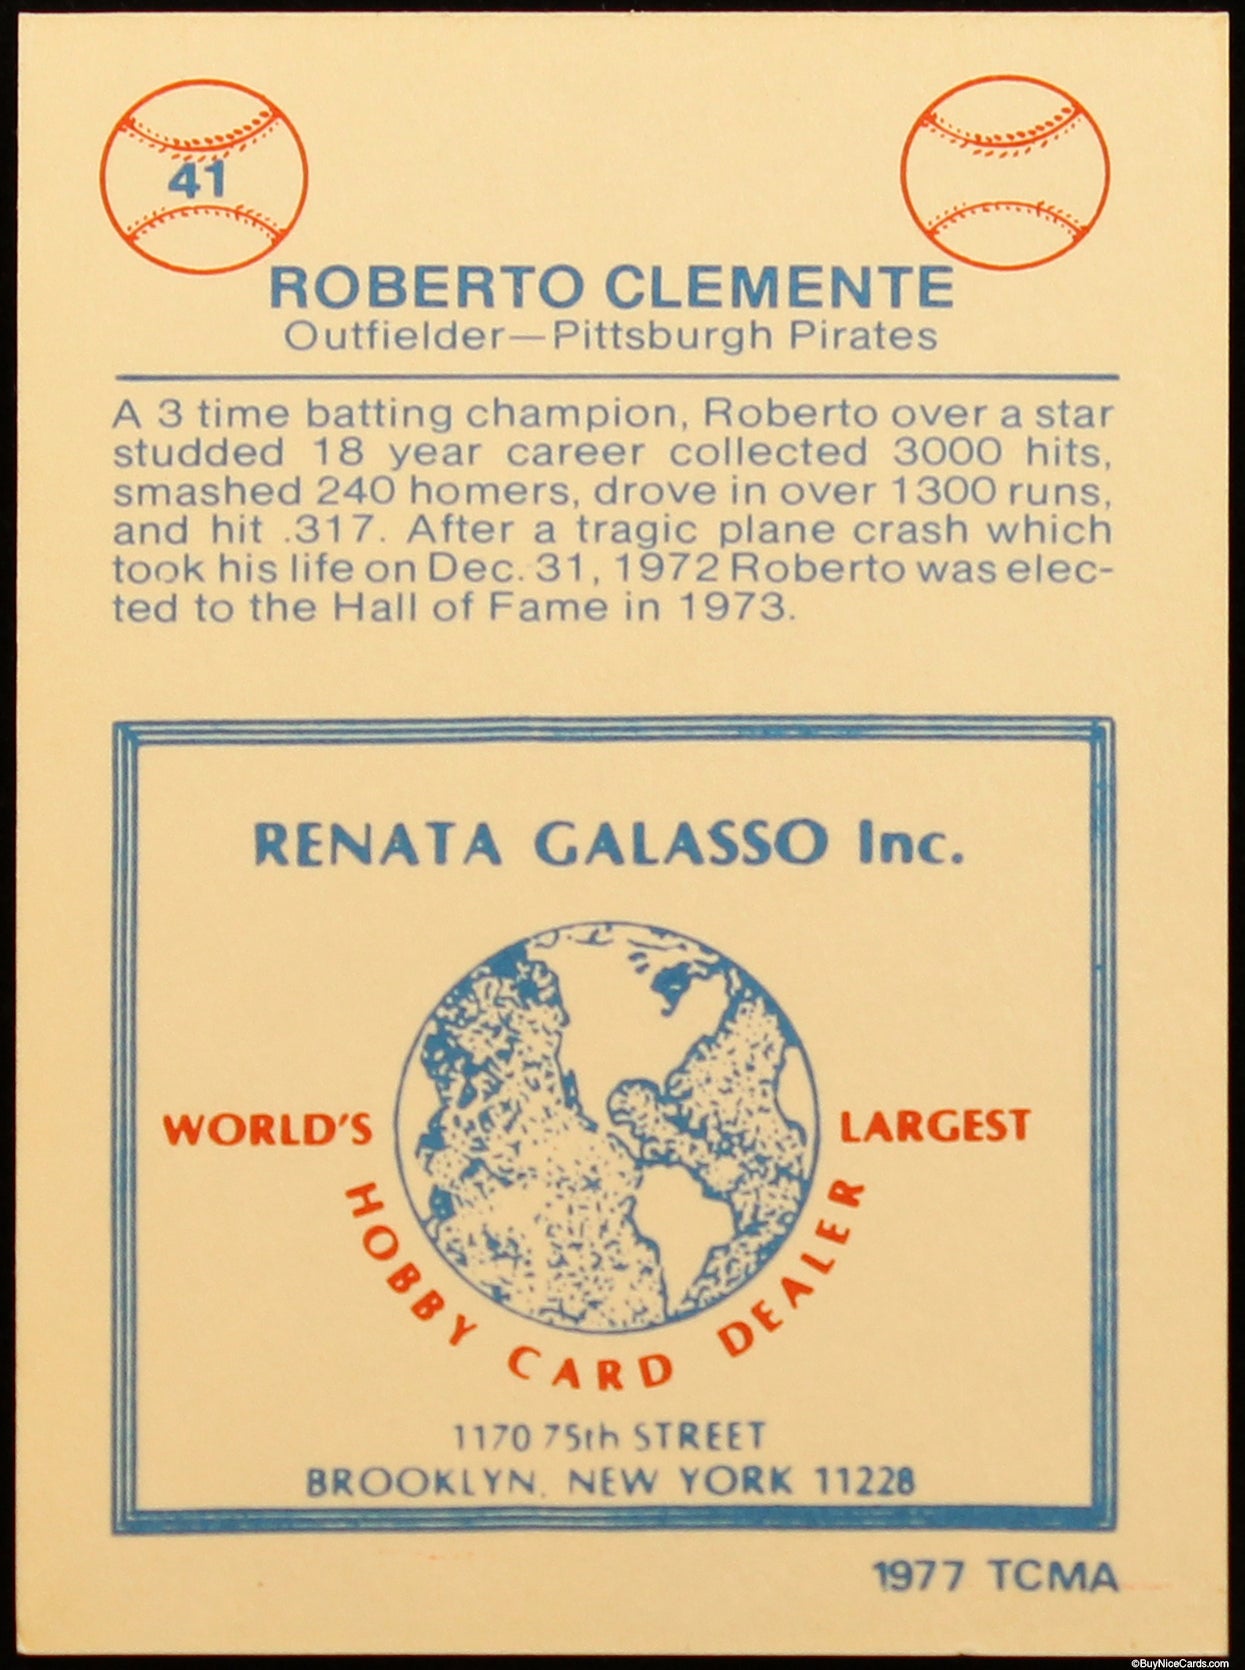 41
ROBERTO CLEMENTE
Outfielder—Pittsburgh Pirates
A 3 time batting champion, Roberto over a star
studded 18 year career collected 3000 hits,
smashed 240 homers, drove in over 1300 runs,
and hit .317. After a tragic plane crash which
took his life on Dec. 31, 1972 Roberto was elec-
ted to the Hall of Fame in 1973.
RENATA GALASSO Inc.
WORLD'S LARGEST
HOBBY CARD DEALER
1170 75th STREET
BROOKLYN, NEW YORK 11228
1977 TCMA
©BuyNiceCards.com